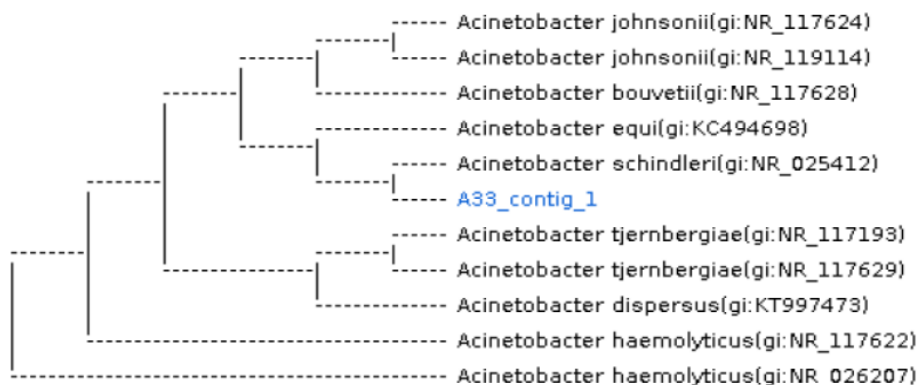 Acinetobacter johnsonii(gi:NR_117624)
Acinetobacter johnsonii(gi:NR_119114)
Acinetobacter bouvetii(gi:NR_117628)
Acinetobacter equi(gi:KC494698)
Acinetobacter schindleri(gi:NR_025412)
A33_contig_1
Acinetobacter tjernbergiae(gi:NR_117193)
Acinetobacter tjernbergiae(gi:NR_117629)
Acinetobacter dispersus(gi:KT997473)
Acinetobacter haemolyticus(gi:NR_117622)
Acinetobacter haemolyticus(gi:NR_026207)